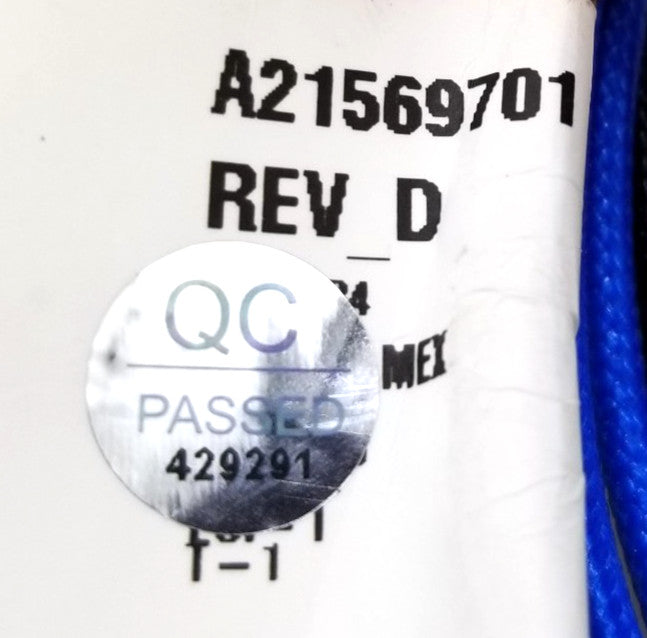 A21569701
REV_D
QC
MEX
PASSED
429291
T-1